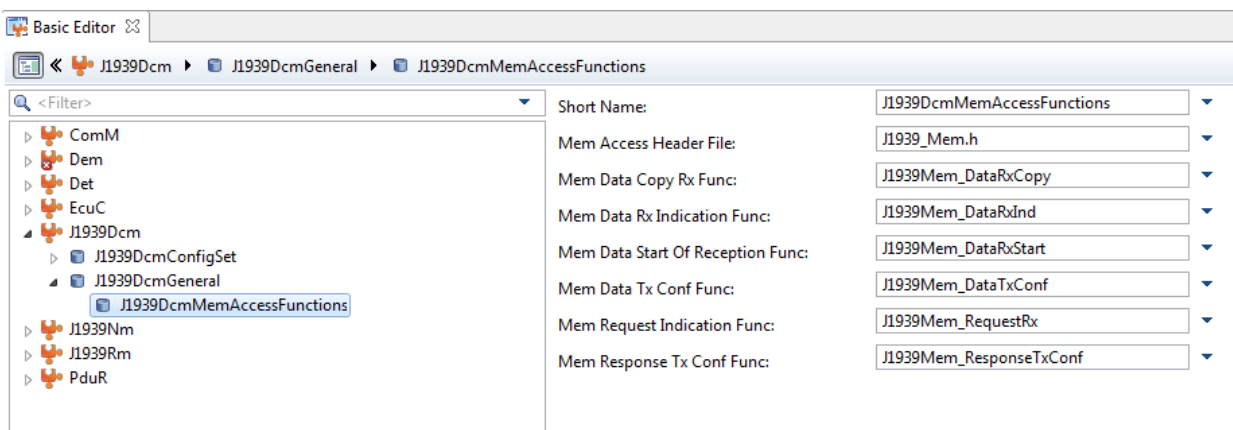 Basic Editor
J1939Dcm J1939DcmGeneral J1939DcmMemAccessFunctions
<Filter>
ComM
Dem
Det
EcuC
J1939Dcm
J1939DcmConfigSet
J1939DcmGeneral
J1939DcmMemAccessFunctions
J1939Nm
J1939Rm
PduR
Short Name: J1939DcmMemAccessFunctions
Mem Access Header File: J1939_Mem.h
Mem Data Copy Rx Func: J1939Mem_DataRxCopy
Mem Data Rx Indication Func: J1939Mem_DataRxInd
Mem Data Start Of Reception Func: J1939Mem_DataRxStart
Mem Data Tx Conf Func: J1939Mem_DataTxConf
Mem Request Indication Func: J1939Mem_RequestRx
Mem Response Tx Conf Func: J1939Mem_ResponseTxConf